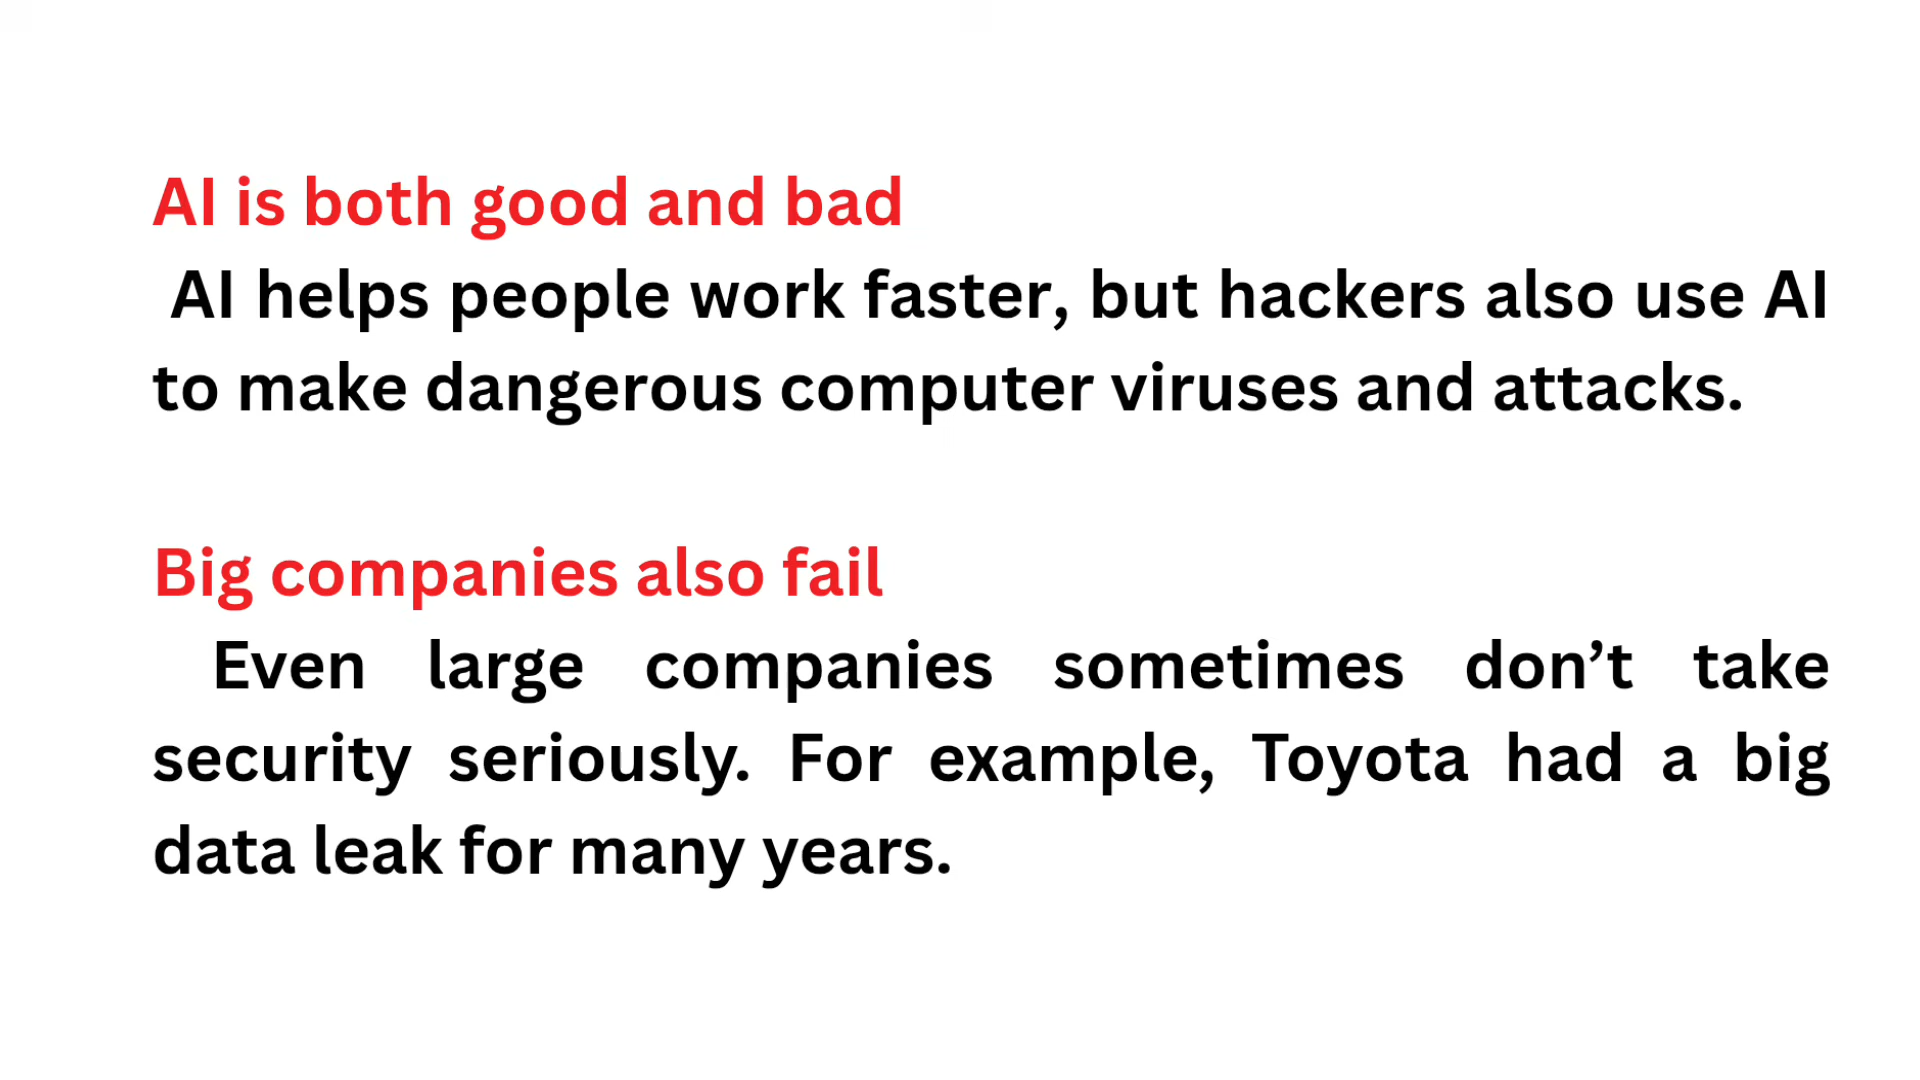 AI is both good and bad
AI helps people work faster, but hackers also use AI
to make dangerous computer viruses and attacks.
Big companies also fail
Even large companies sometimes don’t take
security seriously. For example, Toyota had a big
data leak for many years.